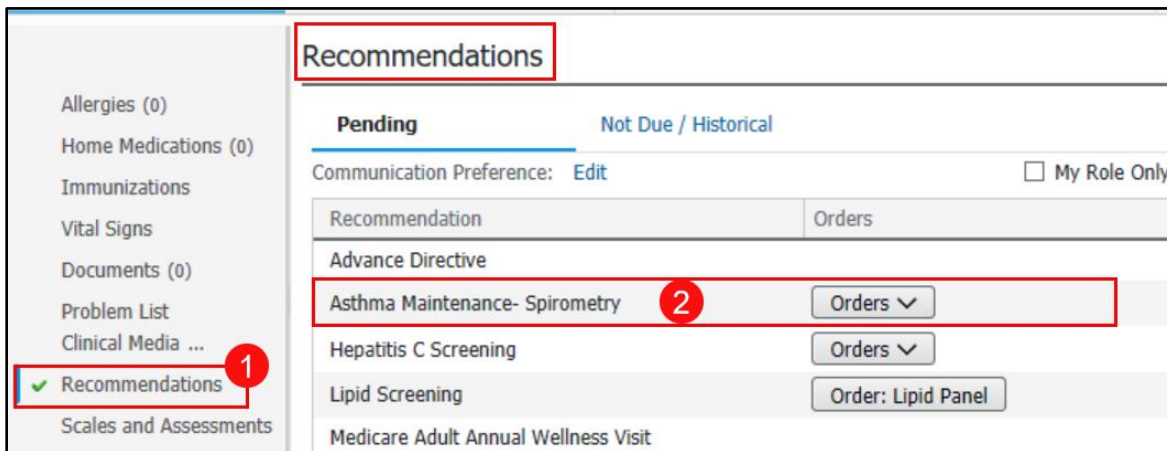 Recommendations
Allergies (0)
Home Medications (0)
Immunizations
Vital Signs
Documents (0)
Problem List
Clinical Media ...
1
Recommendations
Scales and Assessments
Pending Not Due / Historical
Communication Preference: Edit My Role Only
Recommendation Orders
Advance Directive
Asthma Maintenance- Spirometry 2 Orders
Hepatitis C Screening Orders
Lipid Screening Order: Lipid Panel
Medicare Adult Annual Wellness Visit